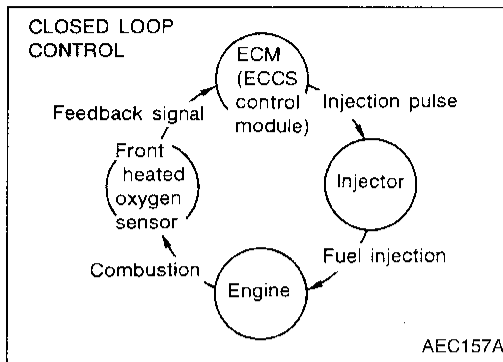 CLOSED LOOP
CONTROL
ECM
(ECCS
control
module)
Injection pulse
Injector
Fuel injection
Engine
Combustion
Front
heated
oxygen
sensor
Feedback signal
AEC157A